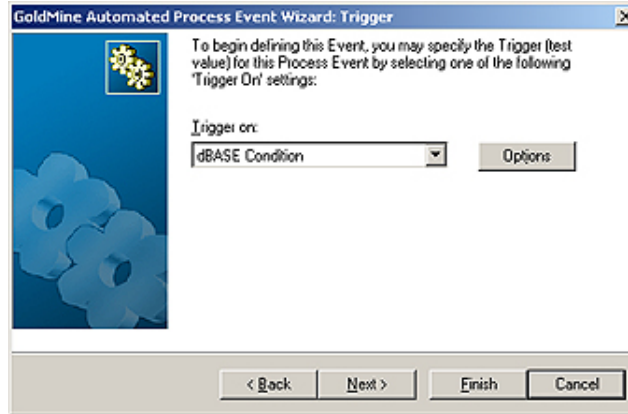 GoldMine Automated Process Event Wizard: Trigger
To begin defining this Event, you may specify the Trigger (test
value) for this Process Event by selecting one of the following
'Trigger On' settings:
Trigger on:
dBASE Condition
Options
< Back Next > Finish Cancel